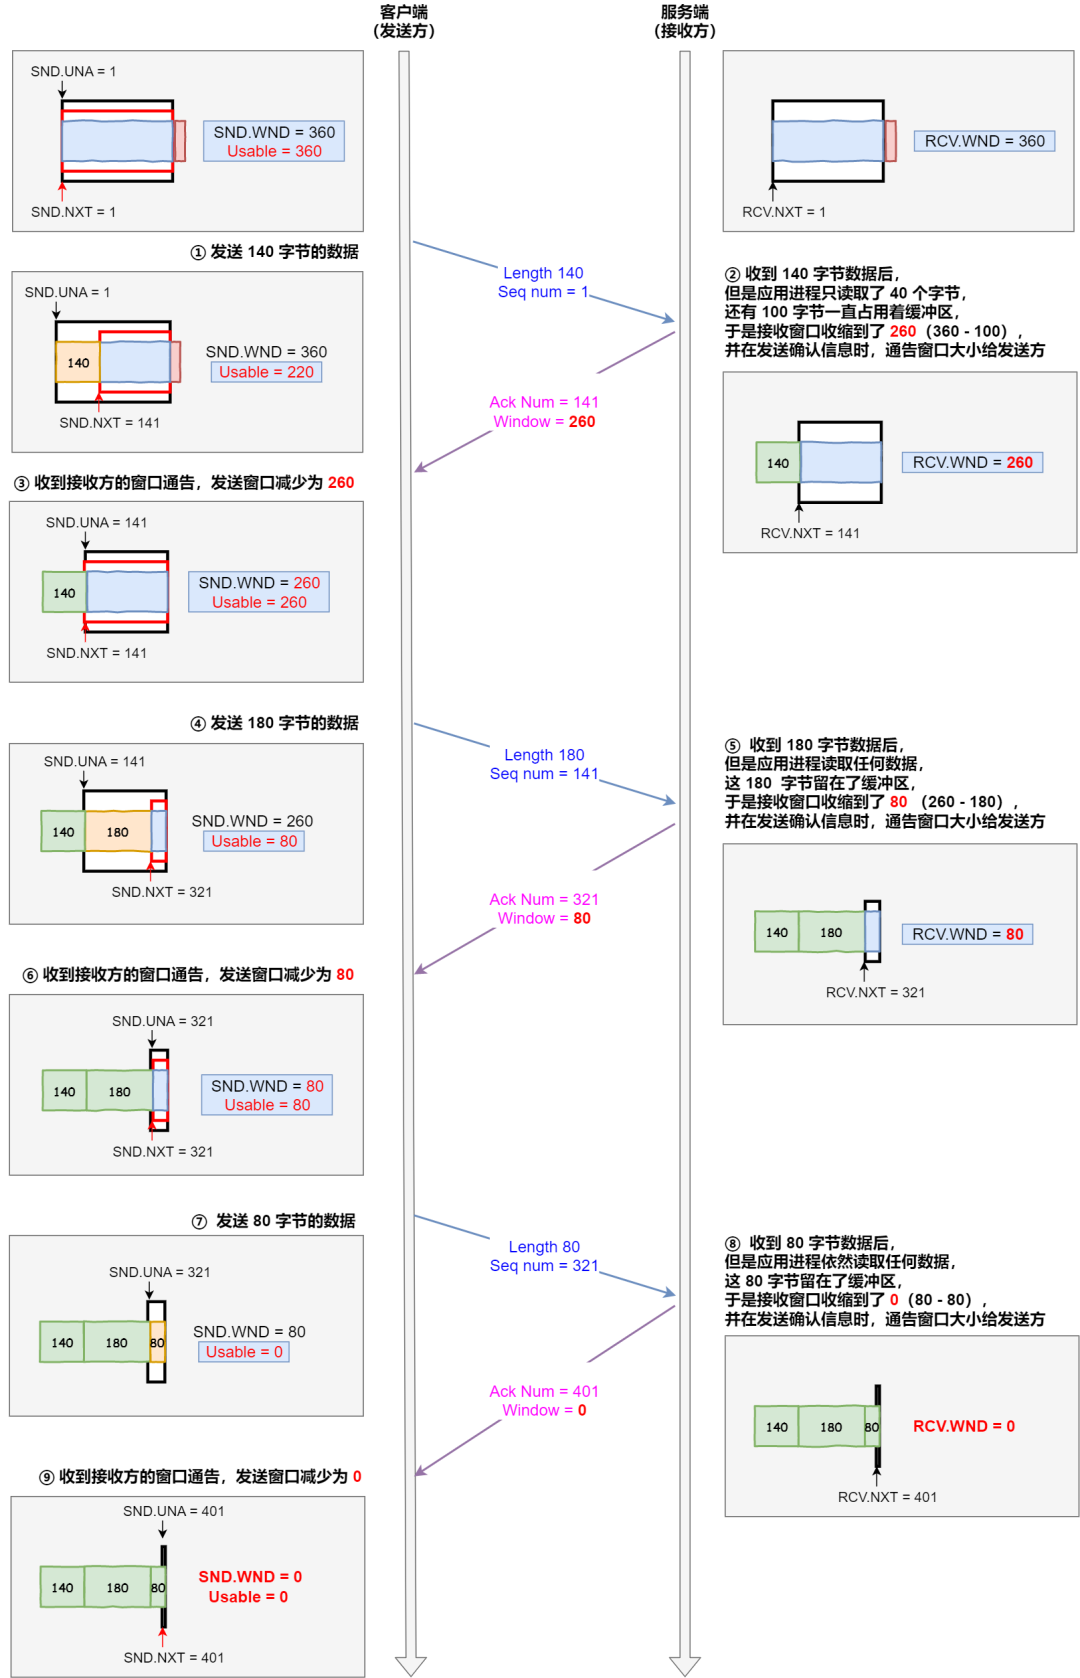 客户端
（发送方）
服务端
（接收方）
SND.UNA = 1
SND.WND = 360
Usable = 360
SND.NXT = 1
RCV.WND = 360
RCV.NXT = 1
① 发送 140 字节的数据
Length 140
Seq num = 1
② 收到 140 字节数据后，
但是应用进程只读取了 40 个字节，
还有 100 字节一直占用着缓冲区，
于是接收窗口收缩到了 260（360 - 100），
并在发送确认信息时，通告窗口大小给发送方
SND.UNA = 1
140
SND.WND = 360
Usable = 220
SND.NXT = 141
Ack Num = 141
Window = 260
140
RCV.WND = 260
RCV.NXT = 141
③ 收到接收方的窗口通告，发送窗口减少为 260
SND.UNA = 141
140
SND.WND = 260
Usable = 260
SND.NXT = 141
④ 发送 180 字节的数据
Length 180
Seq num = 141
⑤ 收到 180 字节数据后，
但是应用进程读取任何数据，
这 180 字节留在了缓冲区，
于是接收窗口收缩到了 80 （260 - 180），
并在发送确认信息时，通告窗口大小给发送方
SND.UNA = 141
140
180
SND.WND = 260
Usable = 80
SND.NXT = 321
Ack Num = 321
Window = 80
140
180
RCV.WND = 80
RCV.NXT = 321
⑥ 收到接收方的窗口通告，发送窗口减少为 80
SND.UNA = 321
140
180
SND.WND = 80
Usable = 80
SND.NXT = 321
⑦ 发送 80 字节的数据
Length 80
Seq num = 321
⑧ 收到 80 字节数据后，
但是应用进程依然读取任何数据，
这 80 字节留在了缓冲区，
于是接收窗口收缩到了 0（80 - 80），
并在发送确认信息时，通告窗口大小给发送方
SND.UNA = 321
140
180
80
SND.WND = 80
Usable = 0
Ack Num = 401
Window = 0
140
180
80
RCV.WND = 0
RCV.NXT = 401
⑨ 收到接收方的窗口通告，发送窗口减少为 0
SND.UNA = 401
140
180
80
SND.WND = 0
Usable = 0
SND.NXT = 401